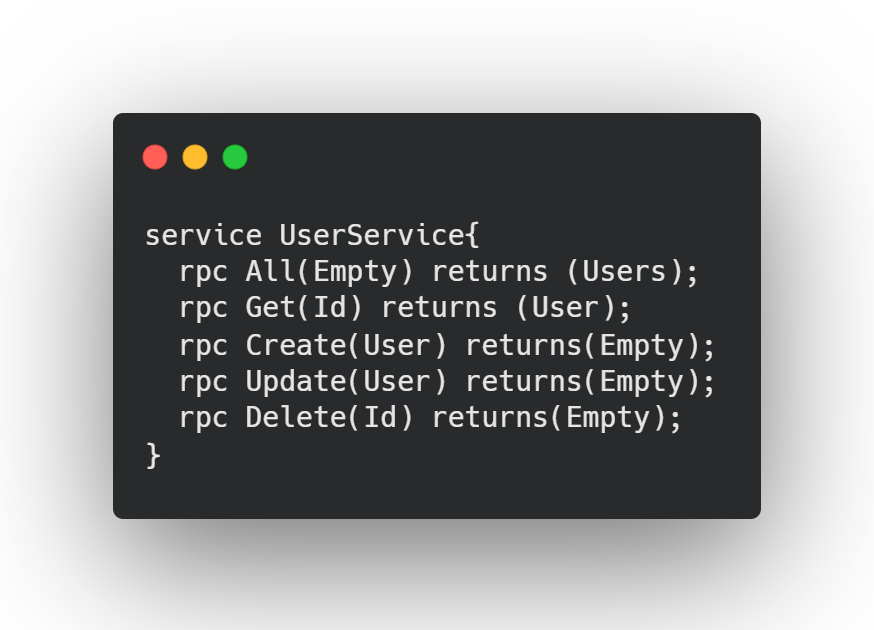 service UserService{
  rpc All(Empty) returns (Users);
  rpc Get(Id) returns (User);
  rpc Create(User) returns(Empty);
  rpc Update(User) returns(Empty);
  rpc Delete(Id) returns(Empty);
}